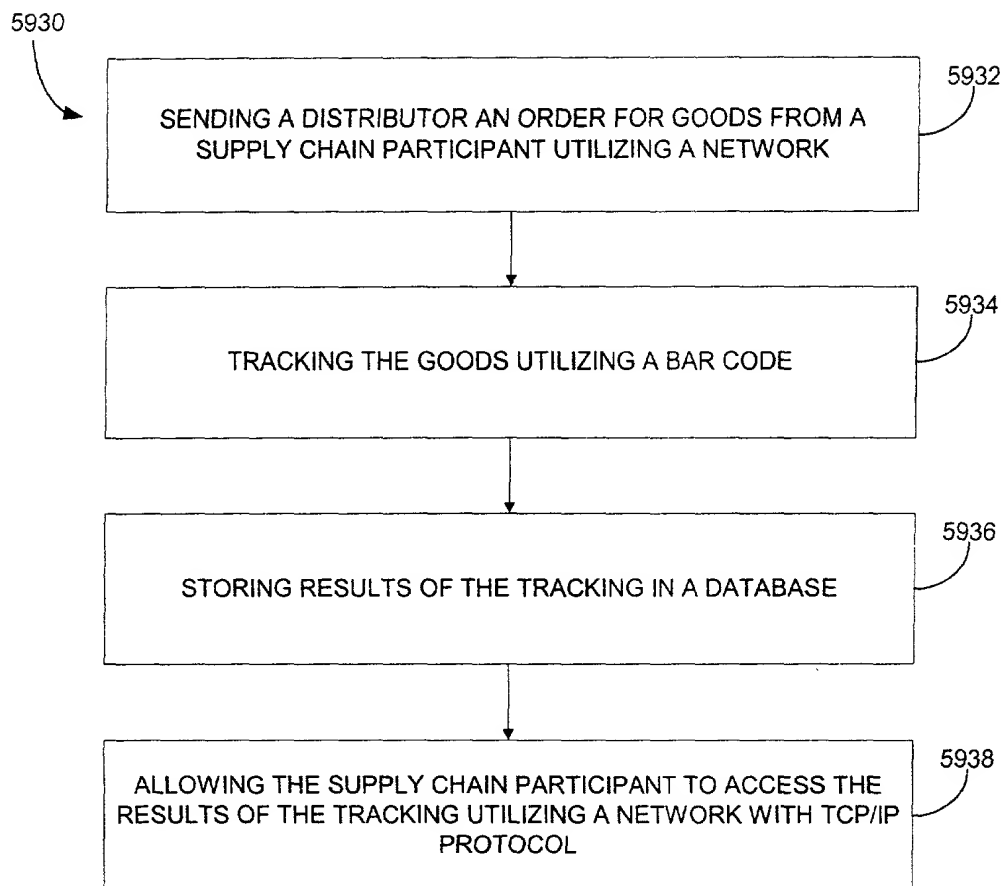 5930
5932
SENDING A DISTRIBUTOR AN ORDER FOR GOODS FROM A
SUPPLY CHAIN PARTICIPANT UTILIZING A NETWORK
5934
TRACKING THE GOODS UTILIZING A BAR CODE
5936
STORING RESULTS OF THE TRACKING IN A DATABASE
5938
ALLOWING THE SUPPLY CHAIN PARTICIPANT TO ACCESS THE
RESULTS OF THE TRACKING UTILIZING A NETWORK WITH TCP/IP
PROTOCOL